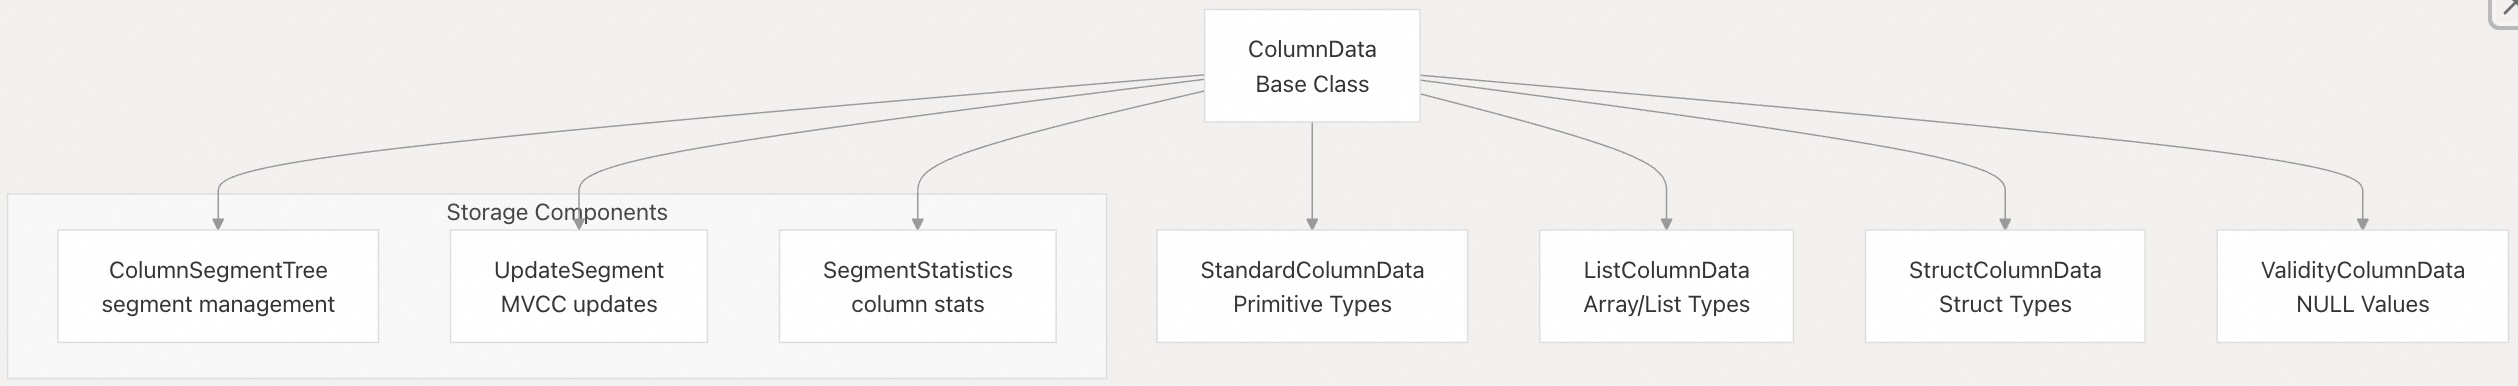 ColumnData
Base Class
Storage Components
ColumnSegmentTree
segment management
UpdateSegment
MVCC updates
SegmentStatistics
column stats
StandardColumnData
Primitive Types
ListColumnData
Array/List Types
StructColumnData
Struct Types
ValidityColumnData
NULL Values